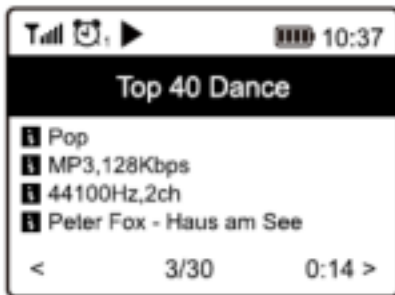 10:37
Top 40 Dance
i Pop
i MP3,128Kbps
i 44100Hz,2ch
i Peter Fox - Haus am See
< 3/30 0:14 >